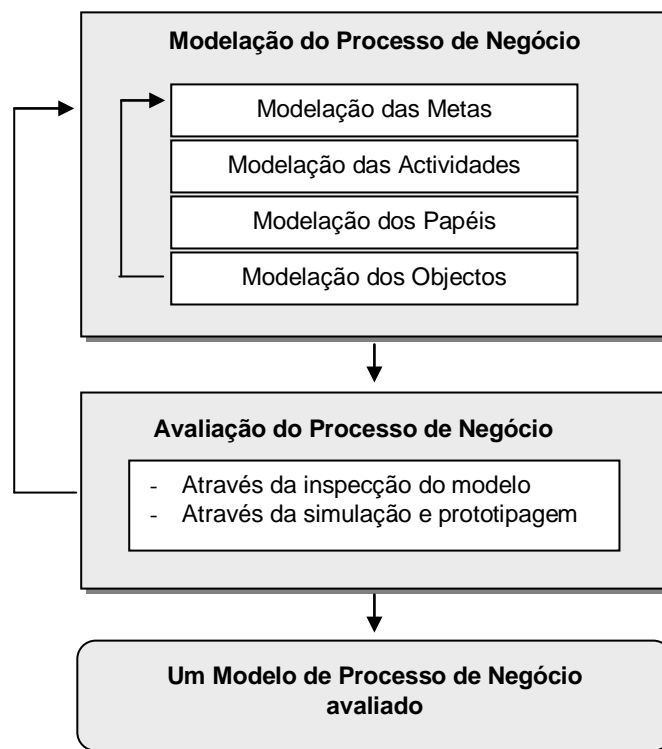 Modelação do Processo de Negócio
Modelação das Metas
Modelação das Actividades
Modelação dos Papéis
Modelação dos Objectos
Avaliação do Processo de Negócio
- Através da inspecção do modelo
- Através da simulação e prototipagem
Um Modelo de Processo de Negócio
avaliado